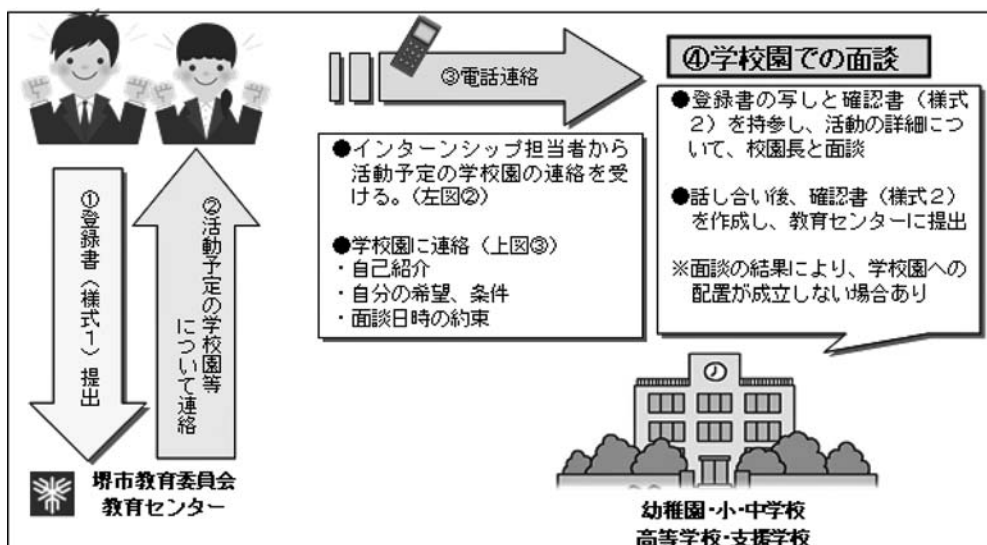 ①登録書（様式１）提出
②活動予定の学校園等
について連絡
堺市教育委員会
教育センター
③電話連絡
●インターンシップ担当者から
活動予定の学校園の連絡を受
ける。（左図②）
●学校園に連絡（上図③）
・自己紹介
・自分の希望、条件
・面談日時の約束
④学校園での面談
●登録書の写しと確認書（様式
２）を持参し、活動の詳細につ
いて、校園長と面談
●話し合い後、確認書（様式２）
を作成し、教育センターに提出
※面談の結果により、学校園への
配置が成立しない場合あり
幼稚園・小・中学校
高等学校・支援学校